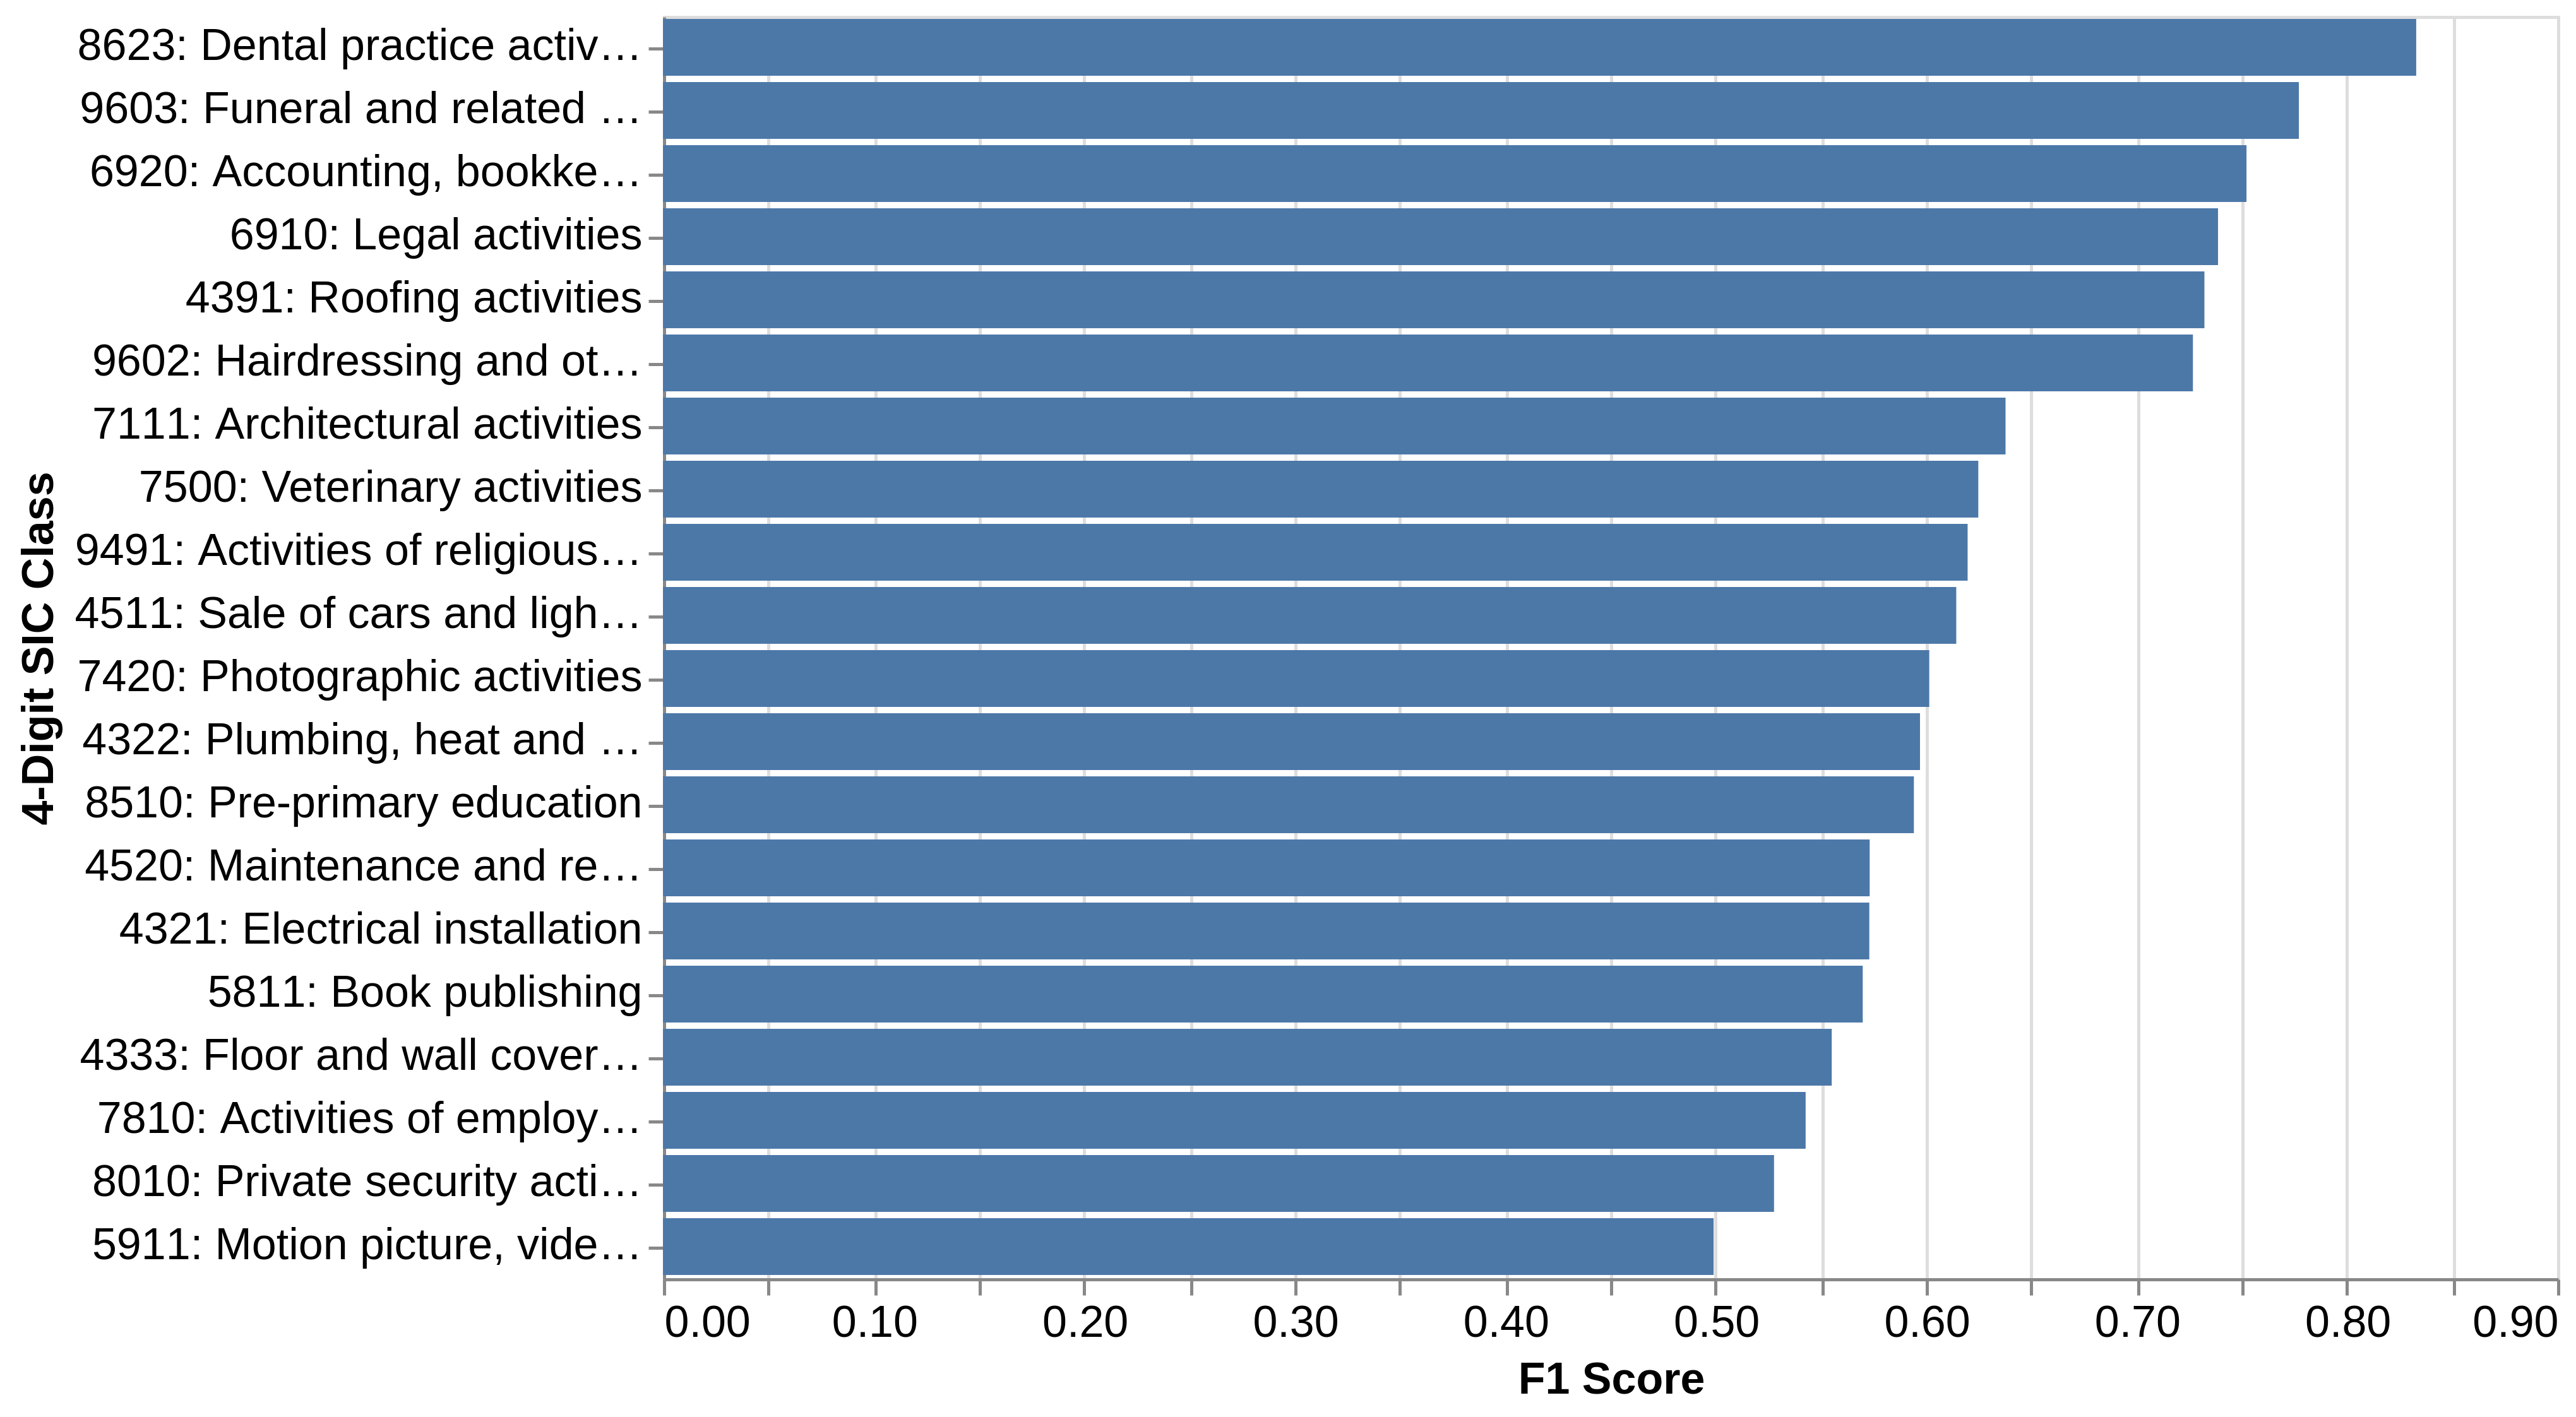 8623: Dental practice activ…
9603: Funeral and related …
6920: Accounting, bookke…
6910: Legal activities
4391: Roofing activities
9602: Hairdressing and ot…
7111: Architectural activities
7500: Veterinary activities
9491: Activities of religious…
4511: Sale of cars and ligh…
7420: Photographic activities
4322: Plumbing, heat and …
8510: Pre-primary education
4520: Maintenance and re…
4321: Electrical installation
5811: Book publishing
4333: Floor and wall cover…
7810: Activities of employ…
8010: Private security acti…
5911: Motion picture, vide…
4-Digit SIC Class
0.00 0.10 0.20 0.30 0.40 0.50 0.60 0.70 0.80 0.90
F1 Score